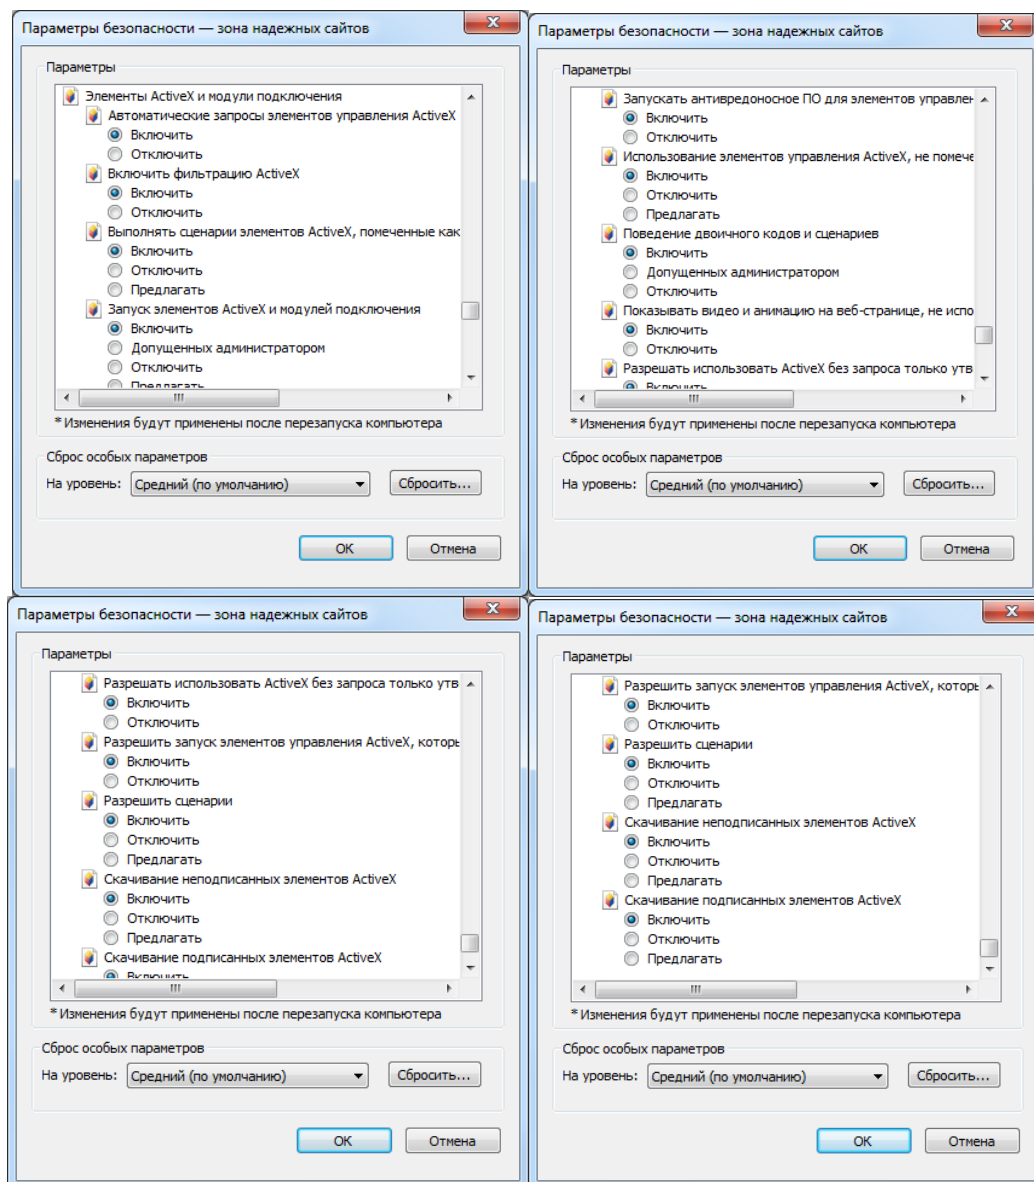 Параметры безопасности — зона надежных сайтов
Параметры
Элементы ActiveX и модули подключения
Автоматические запросы элементов управления ActiveX
Включить
Отключить
Включить фильтрацию ActiveX
Включить
Отключить
Выполнять сценарии элементов ActiveX, помеченные как
Включить
Отключить
Предлагать
Запуск элементов ActiveX и модулей подключения
Включить
Допущенных администратором
Отключить
Предлагать
* Изменения будут применены после перезапуска компьютера
Сброс особых параметров
На уровень: Средний (по умолчанию) Сбросить...
ОК Отмена
Параметры безопасности — зона надежных сайтов
Параметры
Запускать антивредоносное ПО для элементов управлен
Включить
Отключить
Использование элементов управления ActiveX, не помече
Включить
Отключить
Предлагать
Поведение двоичного кодов и сценариев
Включить
Допущенных администратором
Отключить
Показывать видео и анимацию на веб-странице, не испо
Включить
Отключить
Разрешать использовать ActiveX без запроса только утв
Включить
* Изменения будут применены после перезапуска компьютера
Сброс особых параметров
На уровень: Средний (по умолчанию) Сбросить...
ОК Отмена
Параметры безопасности — зона надежных сайтов
Параметры
Разрешать использовать ActiveX без запроса только утв
Включить
Отключить
Разрешить запуск элементов управления ActiveX, которь
Включить
Отключить
Разрешить сценарии
Включить
Отключить
Предлагать
Скачивание неподписанных элементов ActiveX
Включить
Отключить
Предлагать
Скачивание подписанных элементов ActiveX
Включить
* Изменения будут применены после перезапуска компьютера
Сброс особых параметров
На уровень: Средний (по умолчанию) Сбросить...
ОК Отмена
Параметры безопасности — зона надежных сайтов
Параметры
Разрешить запуск элементов управления ActiveX, которь
Включить
Отключить
Разрешить сценарии
Включить
Отключить
Предлагать
Скачивание неподписанных элементов ActiveX
Включить
Отключить
Предлагать
Скачивание подписанных элементов ActiveX
Включить
Отключить
Предлагать
* Изменения будут применены после перезапуска компьютера
Сброс особых параметров
На уровень: Средний (по умолчанию) Сбросить...
ОК Отмена